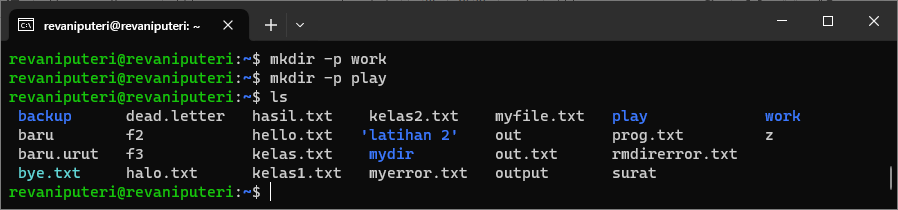 revaniputeri@revaniputeri: ~
revaniputeri@revaniputeri:~$ mkdir -p work
revaniputeri@revaniputeri:~$ mkdir -p play
revaniputeri@revaniputeri:~$ ls
backup dead.letter hasil.txt kelas2.txt myfile.txt play work
baru f2 hello.txt 'latihan 2' out prog.txt z
baru.urut f3 kelas.txt mydir out.txt rmdirerror.txt
bye.txt halo.txt kelas1.txt myerror.txt output surat
revaniputeri@revaniputeri:~$